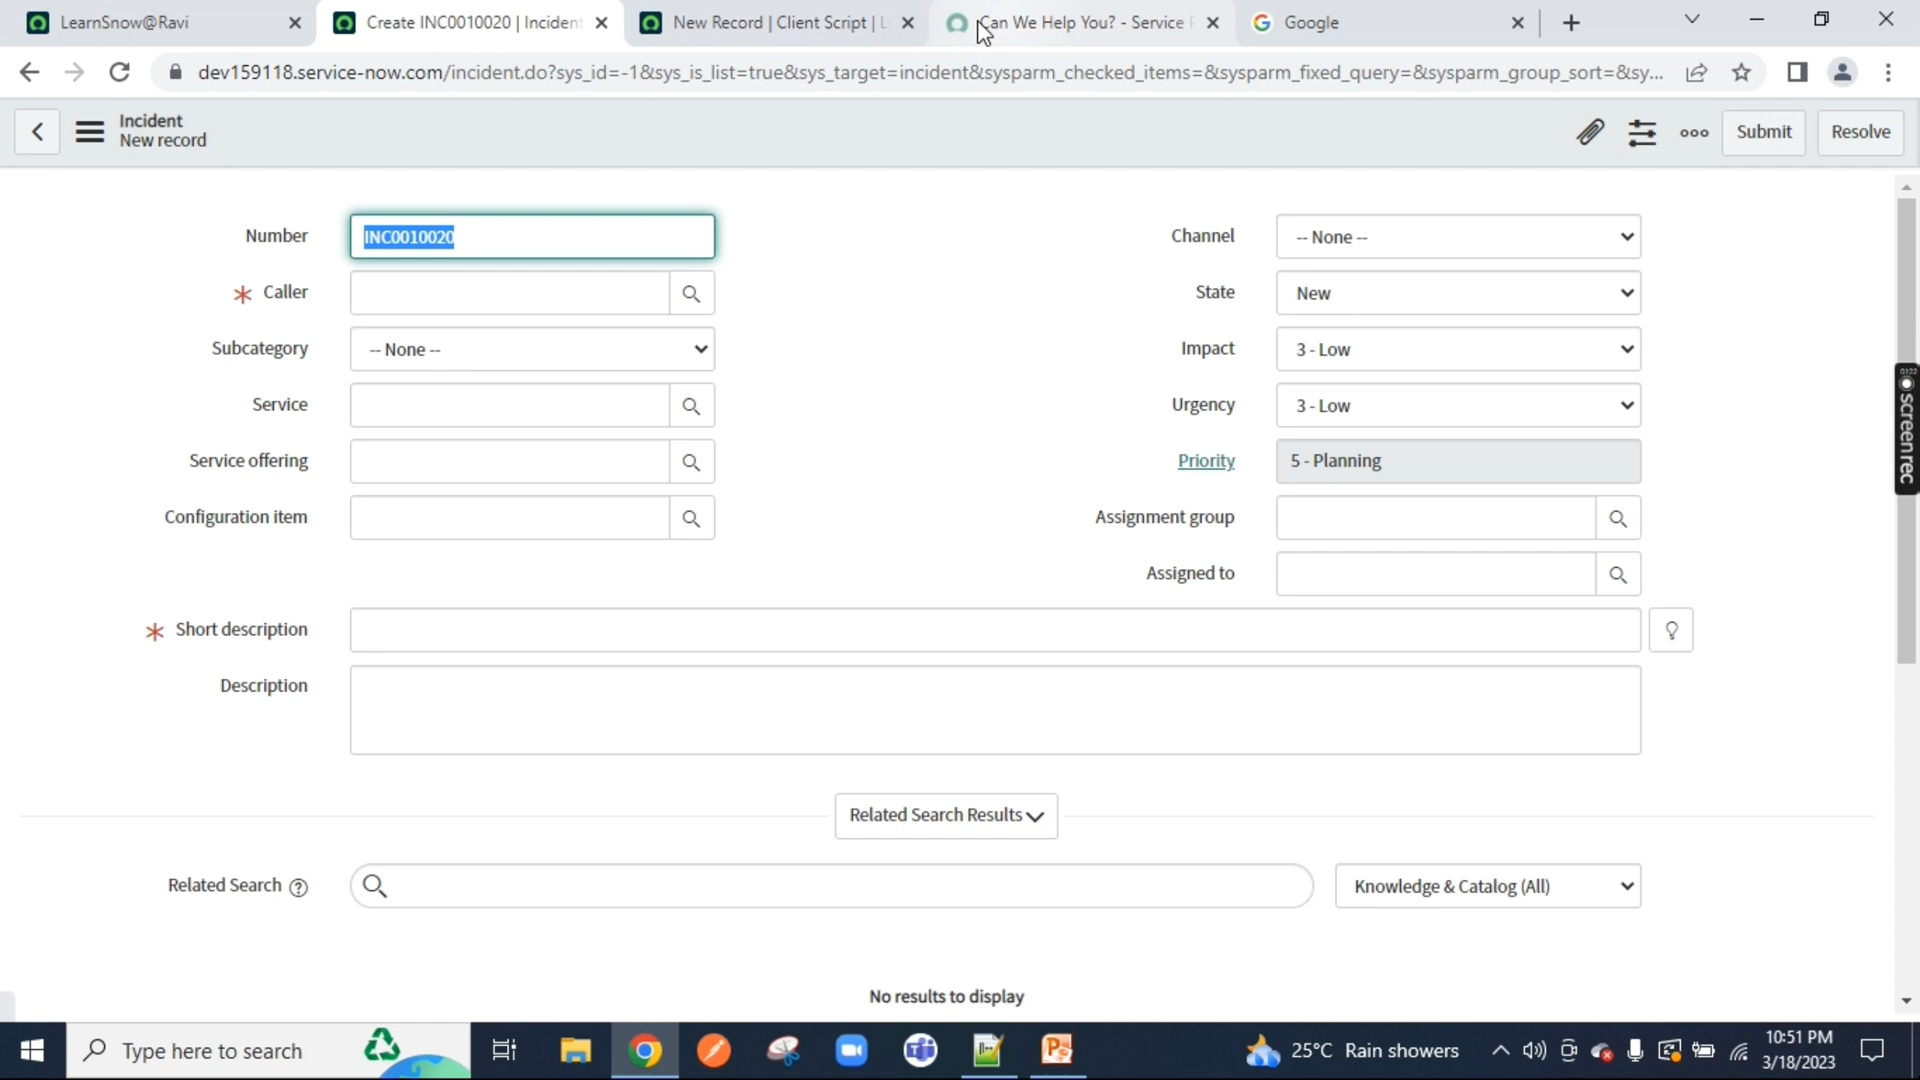 LearnSnow@Ravi
Create INC0010020 | Incident
New Record | Client Script | L
Can We Help You? - Service P
Google
dev159118.service-now.com/incident.do?sys_id=-1&sys_is_list=true&sys_target=incident&sysparm_checked_items=&sysparm_fixed_query=&sysparm_group_sort=&sy...
Incident
New record
Submit
Resolve
Number
INC0010020
Channel
-- None --
Caller
State
New
Subcategory
-- None --
Impact
3 - Low
Service
Urgency
3 - Low
Service offering
Priority
5 - Planning
Configuration item
Assignment group
Assigned to
Short description
Description
Related Search Results
Related Search
Knowledge & Catalog (All)
No results to display
01:22
screenrec
Type here to search
25°C Rain showers
10:51 PM
3/18/2023